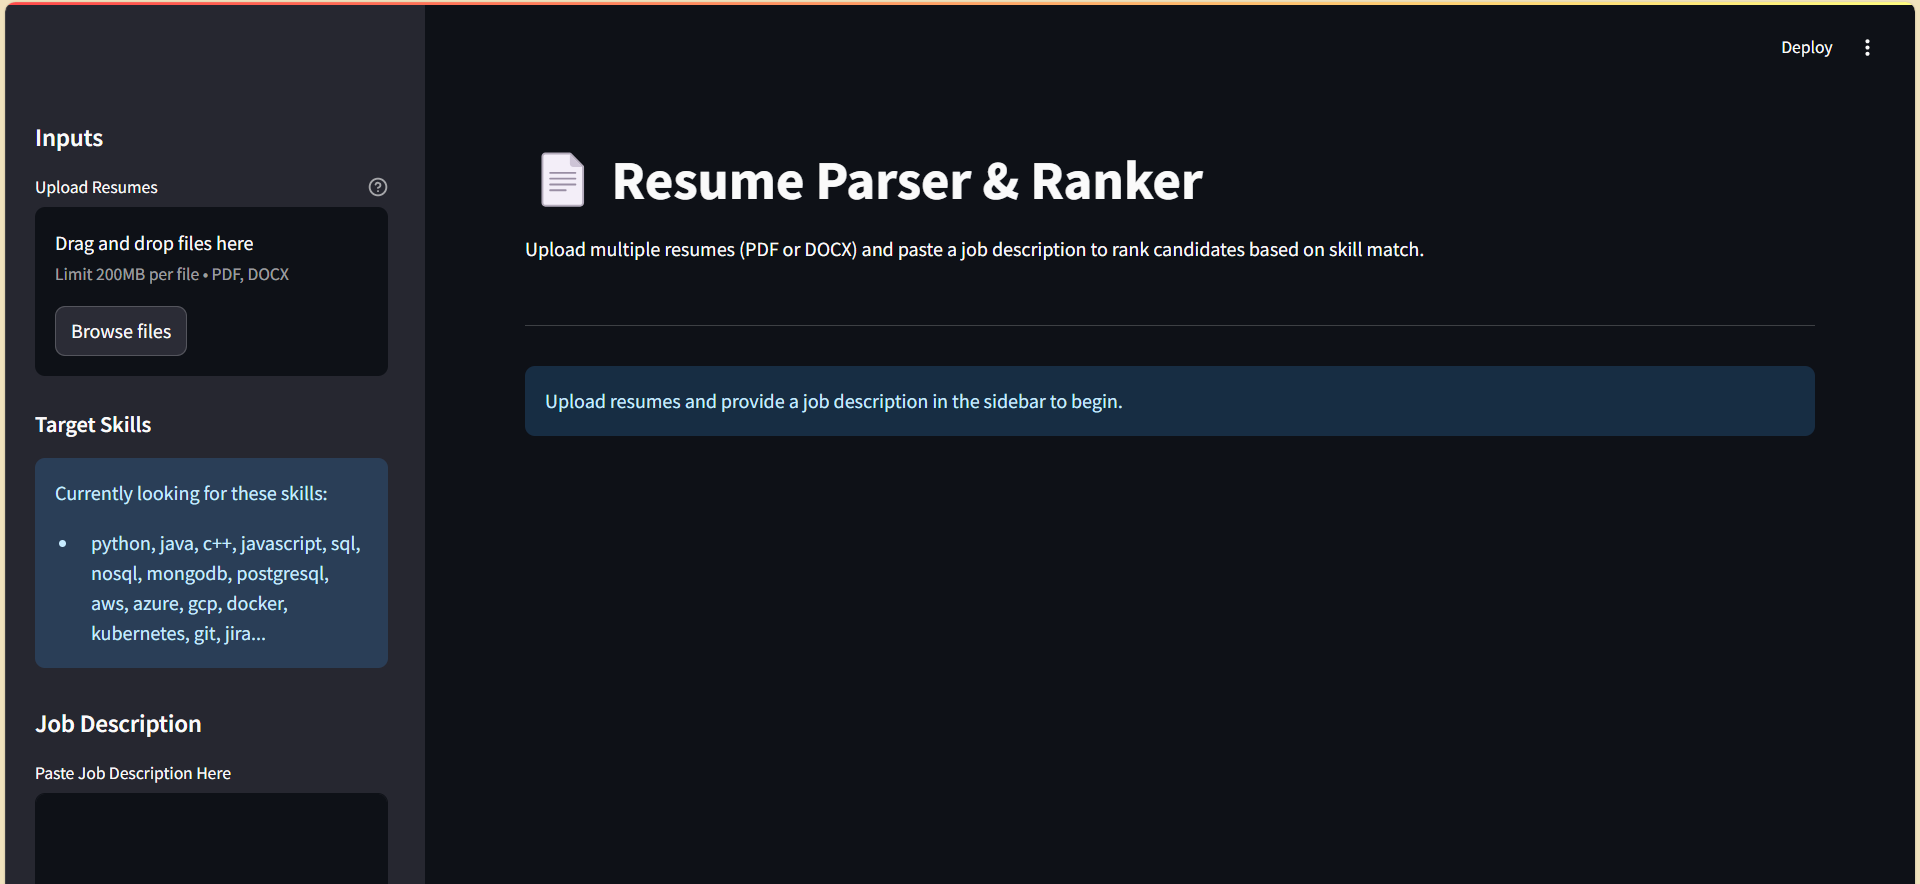 Deploy
Inputs
Upload Resumes
Drag and drop files here
Limit 200MB per file • PDF, DOCX
Browse files
Target Skills
Currently looking for these skills:
• python, java, c++, javascript, sql,
nosql, mongodb, postgresql,
aws, azure, gcp, docker,
kubernetes, git, jira...
Job Description
Paste Job Description Here
Resume Parser & Ranker
Upload multiple resumes (PDF or DOCX) and paste a job description to rank candidates based on skill match.
Upload resumes and provide a job description in the sidebar to begin.